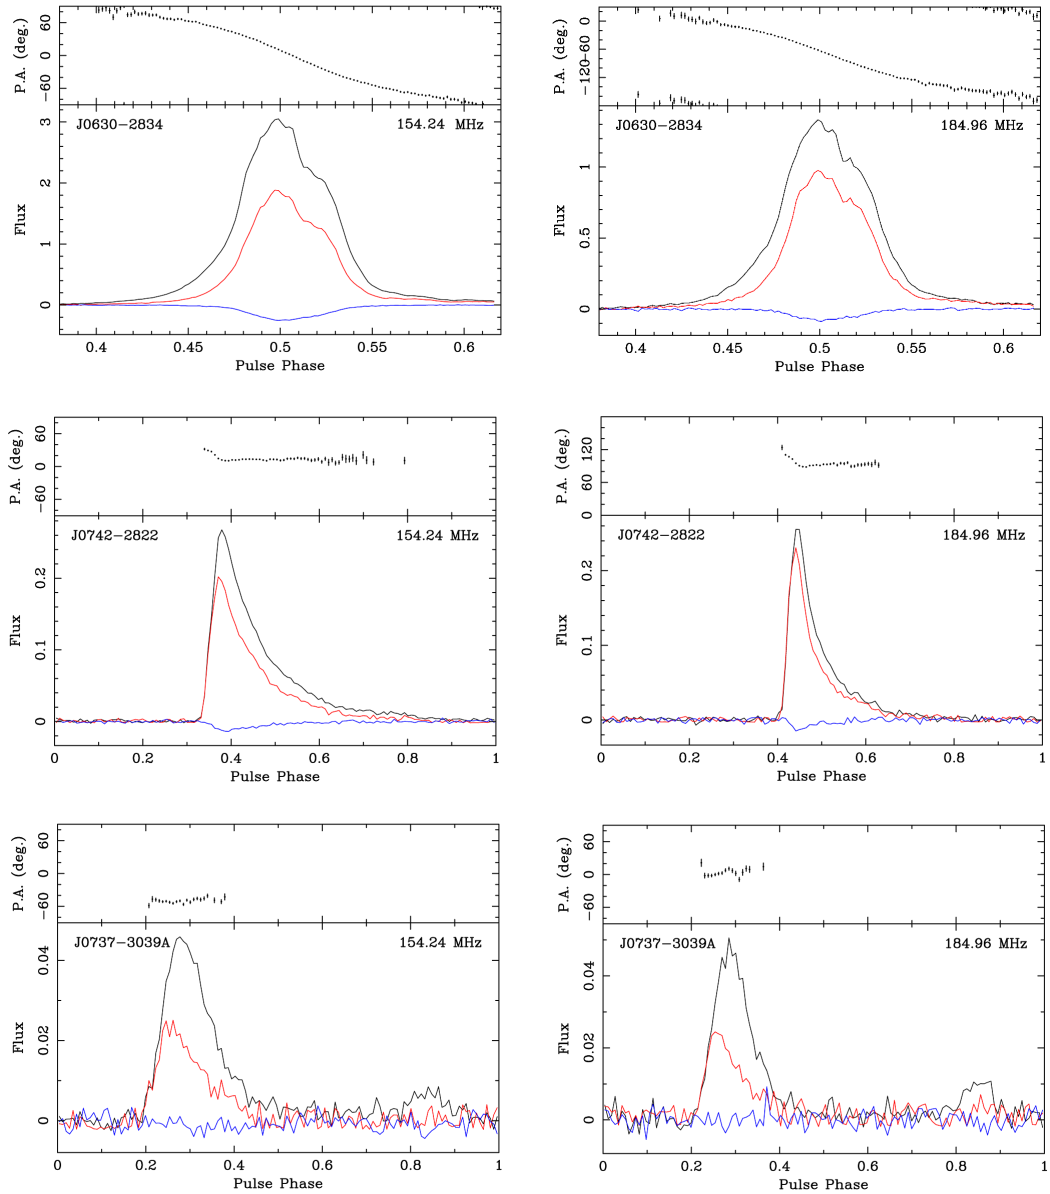 P.A. (deg.)
60
0
−60
J0630−2834
154.24 MHz
Flux
3
2
1
0
0.4
0.45
0.5
0.55
0.6
Pulse Phase
P.A. (deg.)
0
−60
−120
J0630−2834
184.96 MHz
Flux
1
0.5
0
0.4
0.45
0.5
0.55
0.6
Pulse Phase
P.A. (deg.)
60
0
−60
J0742−2822
154.24 MHz
Flux
0.2
0.1
0
0
0.2
0.4
0.6
0.8
1
Pulse Phase
P.A. (deg.)
120
60
0
J0742−2822
184.96 MHz
Flux
0.2
0.1
0
0
0.2
0.4
0.6
0.8
1
Pulse Phase
P.A. (deg.)
60
0
−60
J0737−3039A
154.24 MHz
Flux
0.04
0.02
0
0
0.2
0.4
0.6
0.8
1
Pulse Phase
P.A. (deg.)
60
0
−60
J0737−3039A
184.96 MHz
Flux
0.04
0.02
0
0
0.2
0.4
0.6
0.8
1
Pulse Phase